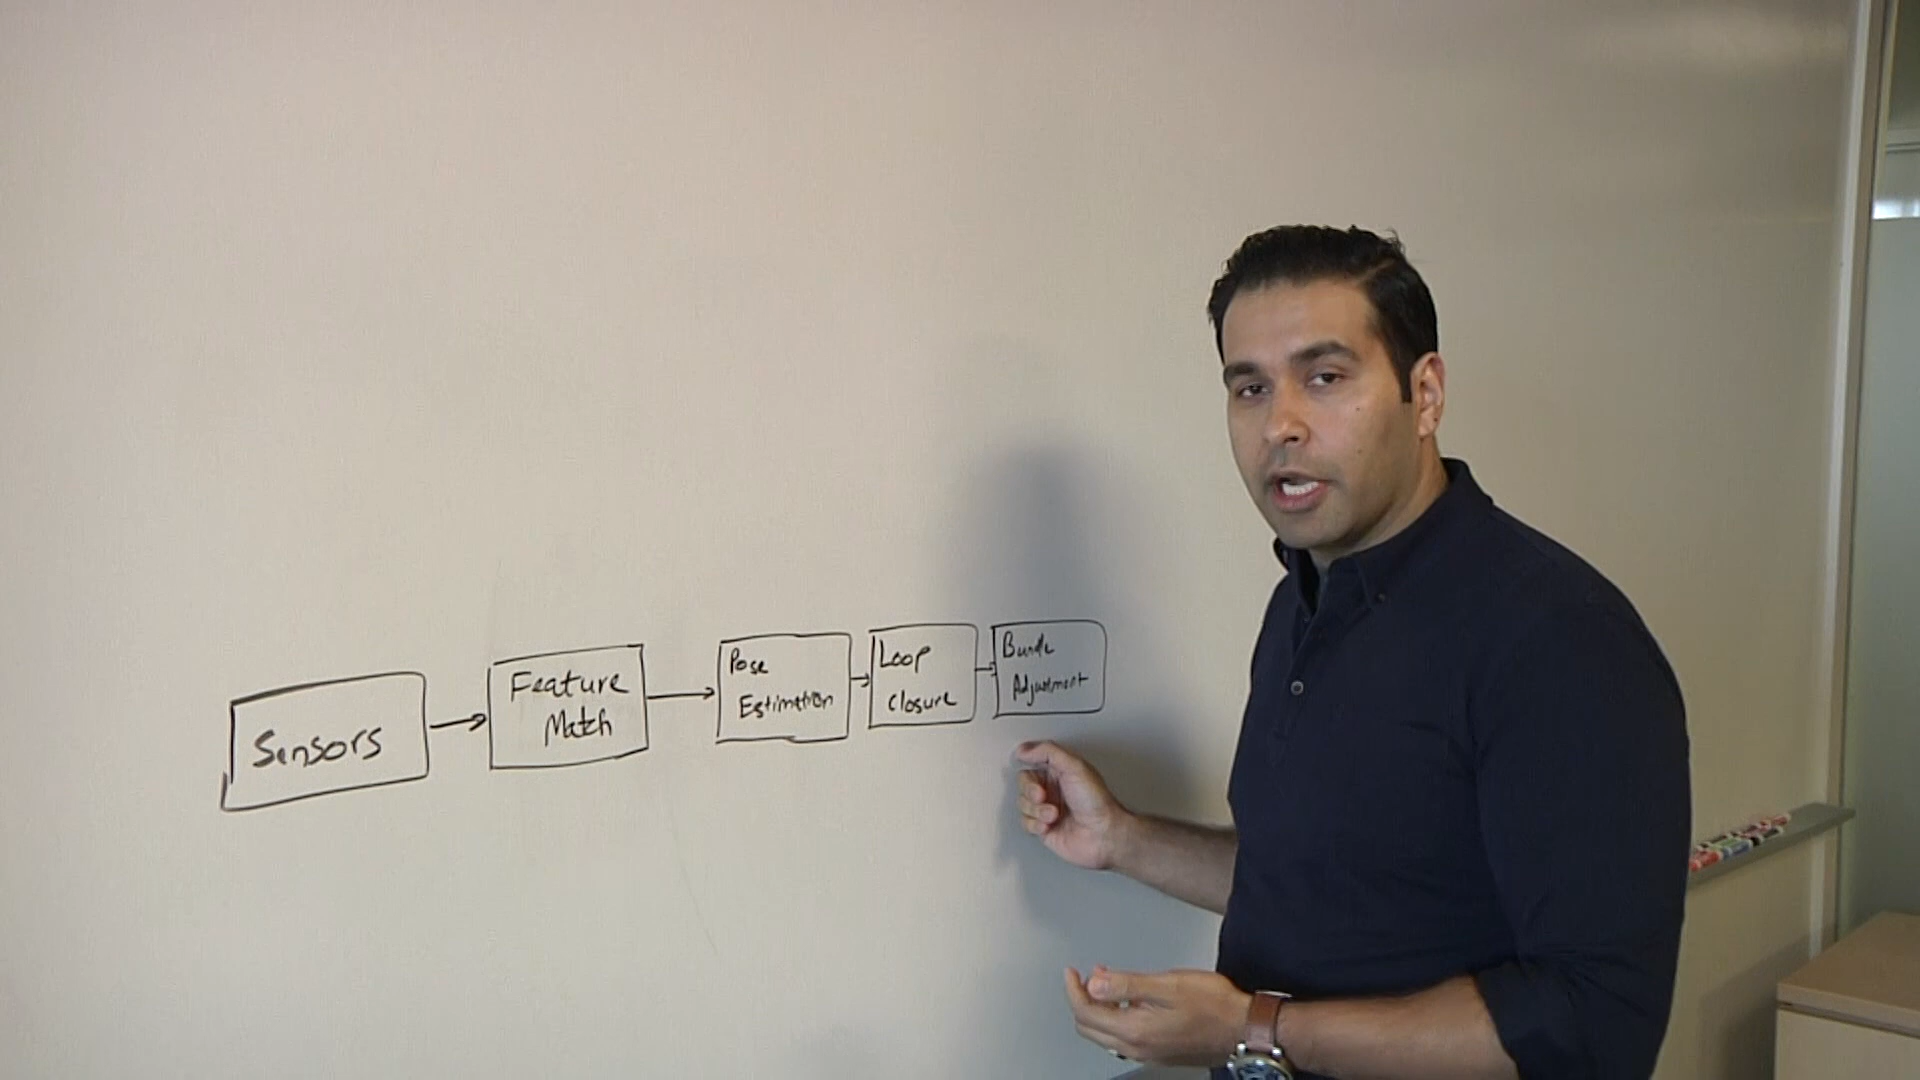 Sensors
Feature
Match
Pose
Estimation
Loop
Closure
Bundle
Adjustment